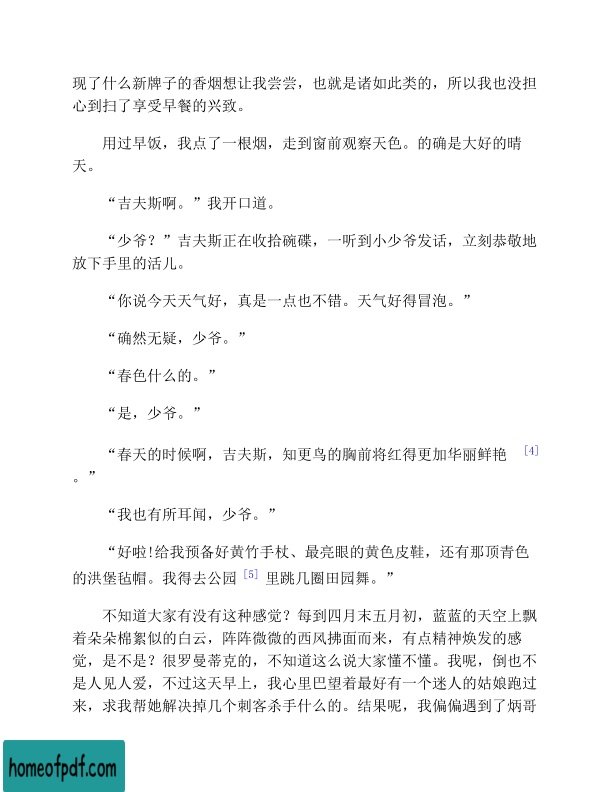 现了什么新牌子的香烟想让我尝尝，也就是诸如此类的，所以我也没担
心到扫了享受早餐的兴致。
用过早饭，我点了一根烟，走到窗前观察天色。的确是大好的晴
天。
“吉夫斯啊。”我开口道。
“少爷？”吉夫斯正在收拾碗碟，一听到小少爷发话，立刻恭敬地
放下手里的活儿。
“你说今天天气好，真是一点也不错。天气好得冒泡。”
“确然无疑，少爷。”
“春色什么的。”
“是，少爷。”
“春天的时候啊，吉夫斯，知更鸟的胸前将红得更加华丽鲜艳 [4]
。”
“我也有所耳闻，少爷。”
“好啦!给我预备好黄竹手杖、最亮眼的黄色皮鞋，还有那顶青色
的洪堡毡帽。我得去公园 [5] 里跳几圈田园舞。”
不知道大家有没有这种感觉？每到四月末五月初，蓝蓝的天空上飘
着朵朵棉絮似的白云，阵阵微微的西风拂面而来，有点精神焕发的感
觉，是不是？很罗曼蒂克的，不知道这么说大家懂不懂。我呢，倒也不
是人见人爱，不过这天早上，我心里巴望着最好有一个迷人的姑娘跑过
来，求我帮她解决掉几个刺客杀手什么的。结果呢，我偏偏遇到了炳哥
homeofpdf.com